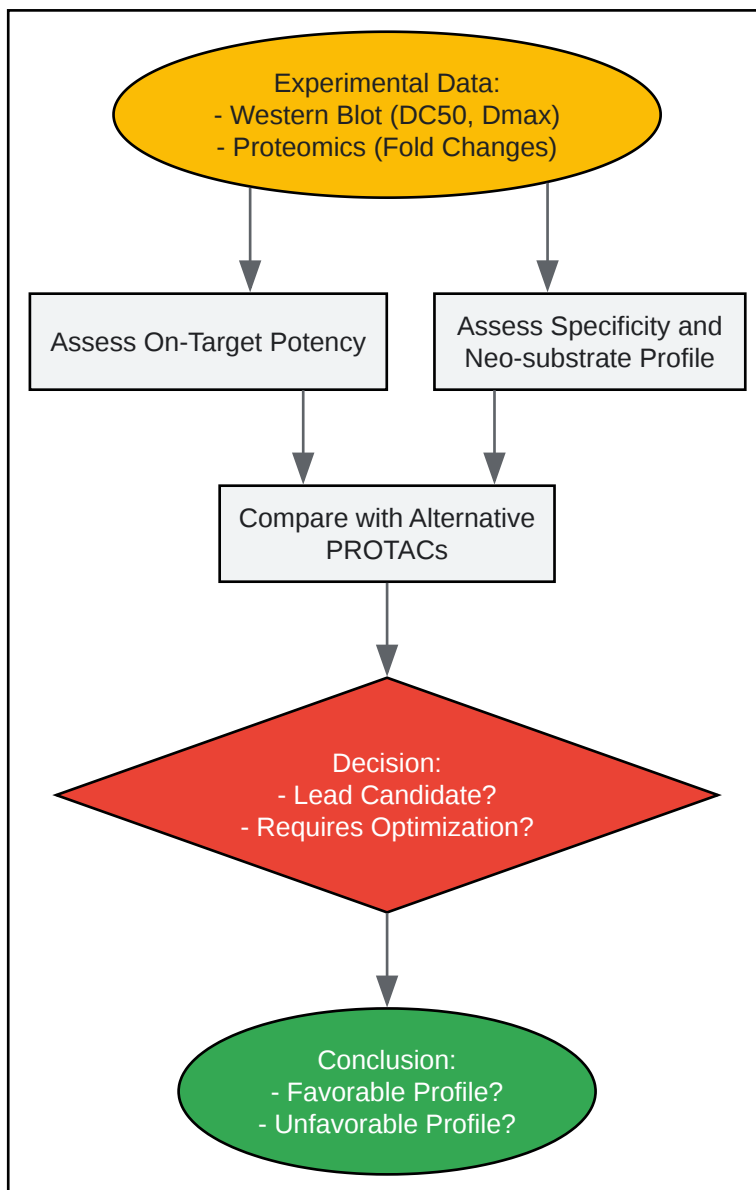 Experimental Data:
- Western Blot (DC50, Dmax)
- Proteomics (Fold Changes)
Assess On-Target Potency
Assess Specificity and
Neo-substrate Profile
Compare with Alternative
PROTACs
Decision:
- Lead Candidate?
- Requires Optimization?
Conclusion:
- Favorable Profile?
- Unfavorable Profile?